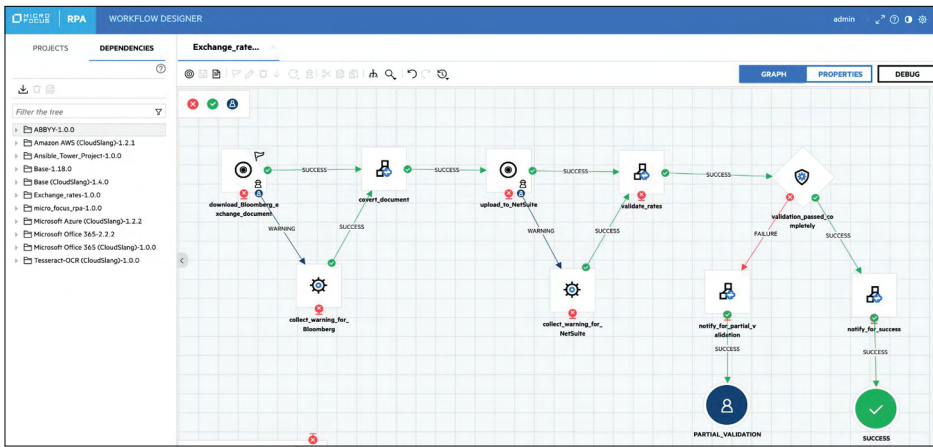 MICRO FOCUS RPA WORKFLOW DESIGNER admin
PROJECTS DEPENDENCIES Exchange_rate...
GRAPH PROPERTIES DEBUG
Filter the tree
ABBYY-1.0.0
Amazon AWS (CloudSlang)-1.2.1
Ansible_Tower_Project-1.0.0
Base-1.18.0
Base (CloudSlang)-1.4.0
Exchange_rates-1.0.0
micro_focus_rpa-1.0.0
Microsoft Azure (CloudSlang)-1.2.2
Microsoft Office 365-2.2.2
Microsoft Office 365 (CloudSlang)-1.0.0
Tesseract-OCR (CloudSlang)-1.0.0
SUCCESS SUCCESS SUCCESS SUCCESS
download_Bloomberg_e
xchange_document
covert_document
upload_to_NetSuite
validate_rates
validation_passed_co
mpletely
WARNING SUCCESS WARNING SUCCESS FAILURE SUCCESS
collect_warning_for_
Bloomberg
collect_warning_for_
NetSuite
notify_for_partial_v
alidation
notify_for_success
SUCCESS SUCCESS
PARTIAL_VALIDATION SUCCESS